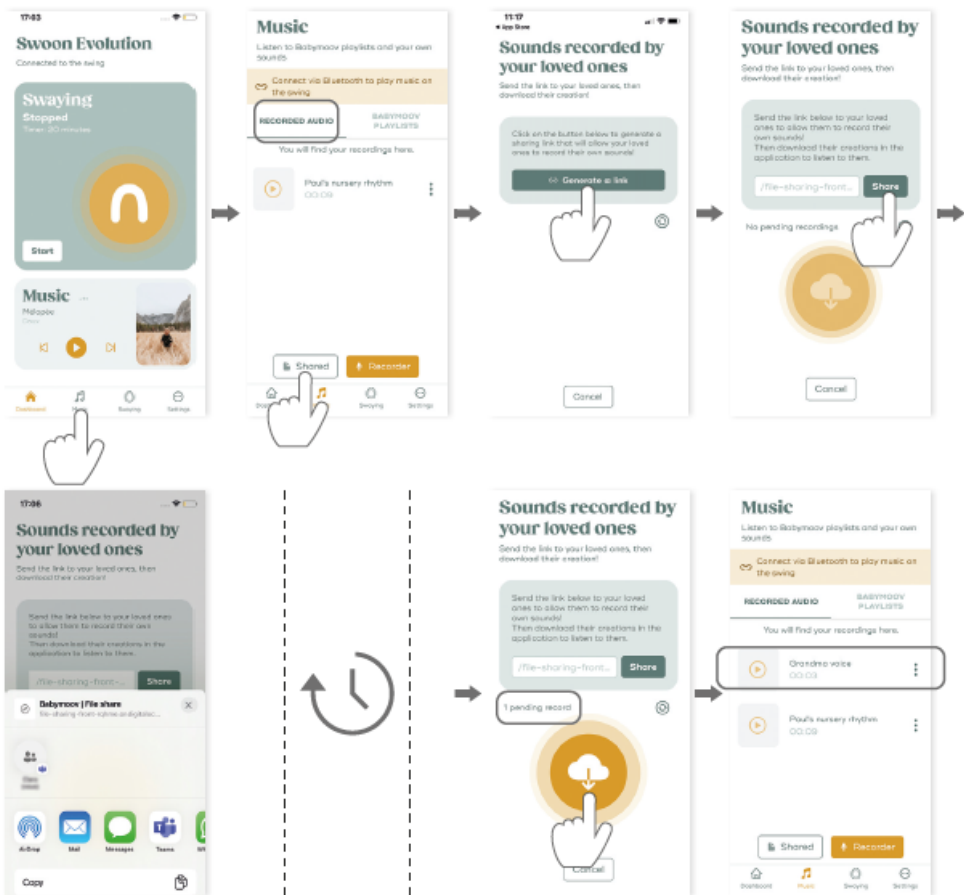 17:03
Swoon Evolution
Connected to the swing
Swaying
Stopped
Timer: 20 minutes
Start
Music
Mélopée
Dashboard
Music
Swaying
Settings
Music
Listen to Babymoov playlists and your own
sounds
Connect via Bluetooth to play music on
the swing
RECORDED AUDIO
BABYMOOV
PLAYLISTS
You will find your recordings here.
Paul's nursery rhythm
00:09
Shared
Recorder
Swaying
Settings
11:17
App Store
Sounds recorded by
your loved ones
Send the link to your loved ones, then
download their creation!
Click on the button below to generate a
sharing link that will allow your loved
ones to record their own sounds!
Generate a link
Cancel
Sounds recorded by
your loved ones
Send the link to your loved ones, then
download their creation!
Send the link below to your loved
ones to allow them to record their
own sounds!
Then download their creations in the
application to listen to them.
/file-sharing-front...
Share
No pending recordings
Cancel
17:06
Sounds recorded by
your loved ones
Send the link to your loved ones, then
download their creation!
Send the link below to your loved
ones to allow them to record their own
sounds!
Then download their creations in the
application to listen to them.
/file-sharing-front-...
Share
Babymoov | File share
AirDrop
Mail
Messages
Teams
Copy
Sounds recorded by
your loved ones
Send the link to your loved ones, then
download their creation!
Send the link below to your loved
ones to allow them to record their
own sounds!
Then download their creations in the
application to listen to them.
/file-sharing-front...
Share
1 pending record
Cancel
Music
Listen to Babymoov playlists and your own
sounds
Connect via Bluetooth to play music on
the swing
RECORDED AUDIO
BABYMOOV
PLAYLISTS
You will find your recordings here.
Grandma voice
00:03
Paul's nursery rhythm
00:09
Shared
Recorder
Dashboard
Music
Swaying
Settings